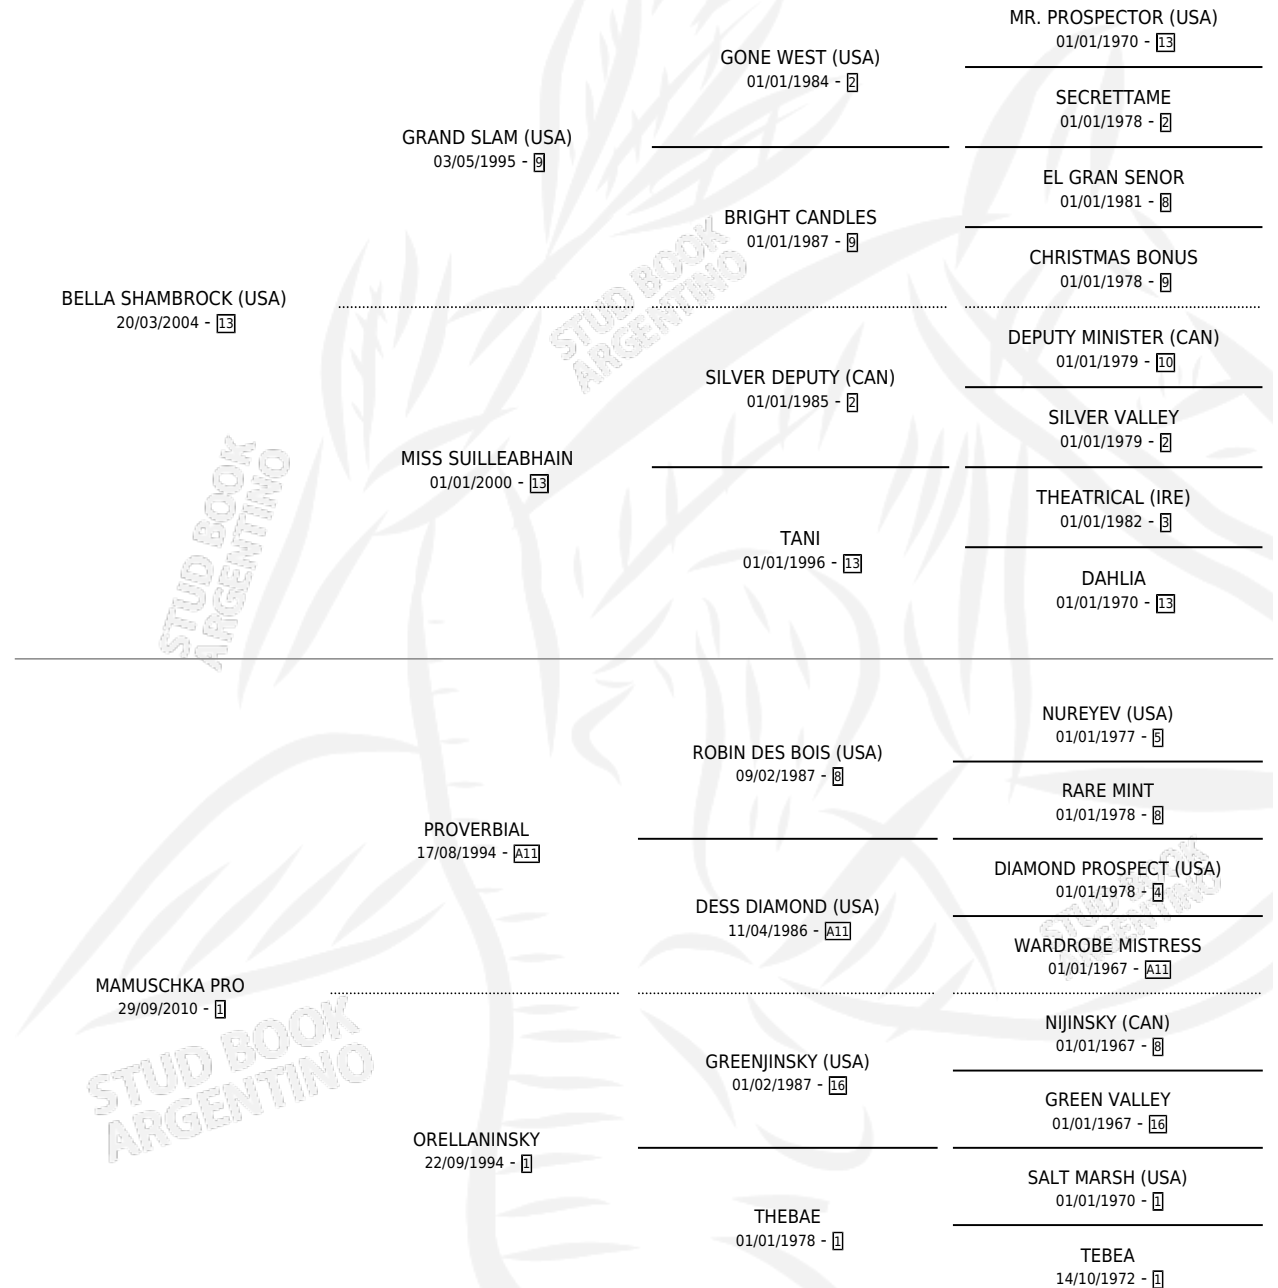 MR. PROSPECTOR (USA)
01/01/1970 - 13
GONE WEST (USA)
01/01/1984 - 2
SECRETTAME
01/01/1978 - 2
GRAND SLAM (USA)
03/05/1995 - 9
EL GRAN SENOR
01/01/1981 - 8
BRIGHT CANDLES
01/01/1987 - 9
CHRISTMAS BONUS
01/01/1978 - 9
BELLA SHAMBROCK (USA)
20/03/2004 - 13
DEPUTY MINISTER (CAN)
01/01/1979 - 10
SILVER DEPUTY (CAN)
01/01/1985 - 2
SILVER VALLEY
01/01/1979 - 2
MISS SUILLEABHAIN
01/01/2000 - 13
THEATRICAL (IRE)
01/01/1982 - 3
TANI
01/01/1996 - 13
DAHLIA
01/01/1970 - 13
STUD BOOK
ARGENTINO
STUD BOOK
ARGENTINO
NUREYEV (USA)
01/01/1977 - 5
ROBIN DES BOIS (USA)
09/02/1987 - 8
RARE MINT
01/01/1978 - 8
PROVERBIAL
17/08/1994 - A11
DIAMOND PROSPECT (USA)
01/01/1978 - 4
DESS DIAMOND (USA)
11/04/1986 - A11
WARDROBE MISTRESS
01/01/1967 - A11
MAMUSCHKA PRO
29/09/2010 - 1
NIJINSKY (CAN)
01/01/1967 - 8
GREENJINSKY (USA)
01/02/1987 - 16
GREEN VALLEY
01/01/1967 - 16
ORELLANINSKY
22/09/1994 - 1
SALT MARSH (USA)
01/01/1970 - 1
THEBAE
01/01/1978 - 1
TEBEA
14/10/1972 - 1
STUD BOOK
ARGENTINO
STUD BOOK
ARGENTINO